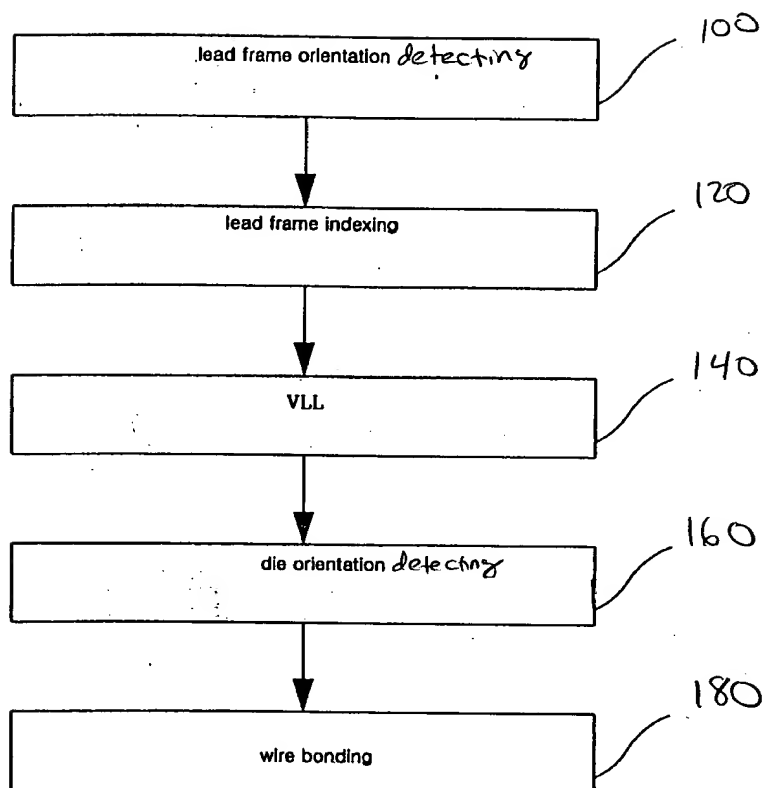 lead frame orientation detecting
100
lead frame indexing
120
VLL
140
die orientation detecting
160
wire bonding
180